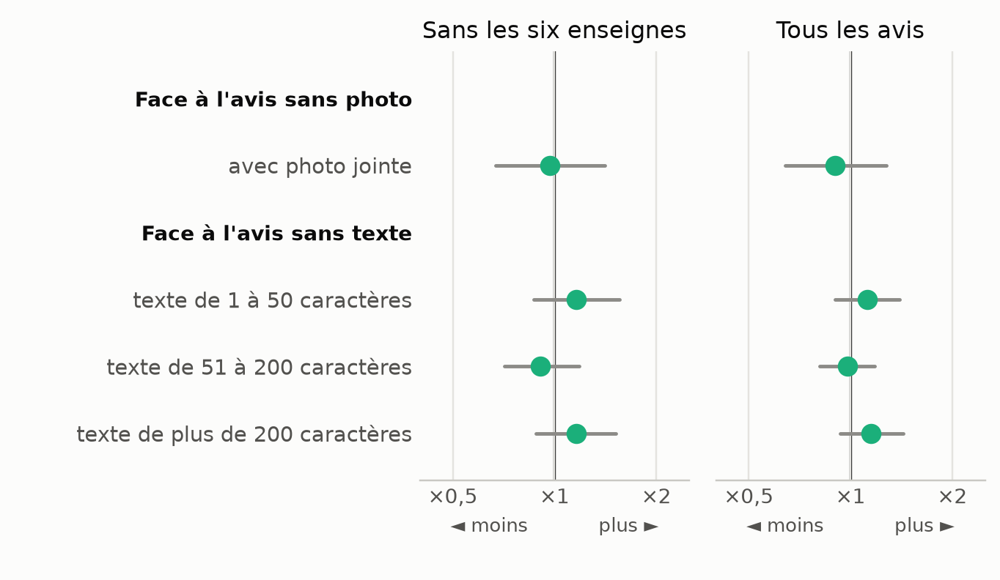 Sans les six enseignes
Tous les avis
Face à l'avis sans photo
avec photo jointe
Face à l'avis sans texte
texte de 1 à 50 caractères
texte de 51 à 200 caractères
texte de plus de 200 caractères
×0,5 ×1 ×2
×0,5 ×1 ×2
◄ moins plus ►
◄ moins plus ►